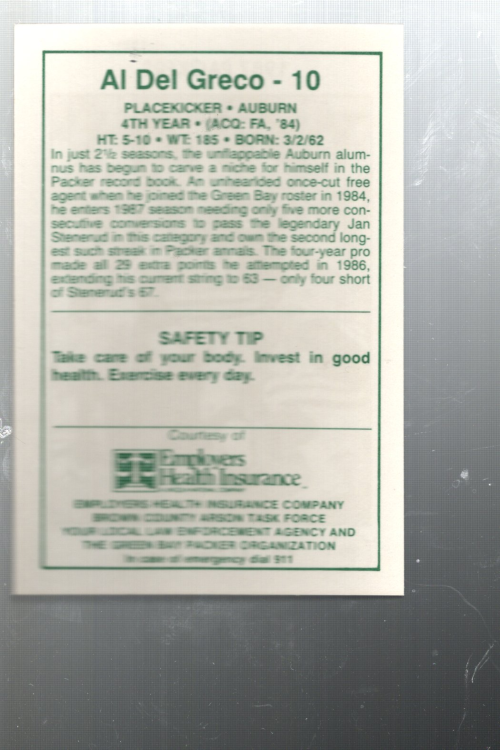 Al Del Greco - 10
PLACEKICKER • AUBURN
4TH YEAR • (ACQ: FA, '84)
HT: 5-10 • WT: 185 • BORN: 3/2/62
In just 2½ seasons, the unflappable Auburn alum-
nus has begun to carve a niche for himself in the
Packer record book. An unhearlded once-cut free
agent when he joined the Green Bay roster in 1984,
he enters 1987 season needing only five more con-
secutive conversions to pass the legendary Jan
Stenerud in this category and own the second long-
est such streak in Packer annals. The four-year pro
made all 29 extra points he attempted in 1986,
extending his current string to 63 — only four short
of Stenerud's 67.
SAFETY TIP
Take care of your body. Invest in good
health. Exercise every day.
Courtesy of
Employers
Health Insurance
EMPLOYERS HEALTH INSURANCE COMPANY
BROWN COUNTY ARSON TASK FORCE
YOUR LOCAL LAW ENFORCEMENT AGENCY AND
THE GREEN BAY PACKER ORGANIZATION
In case of emergency dial 911